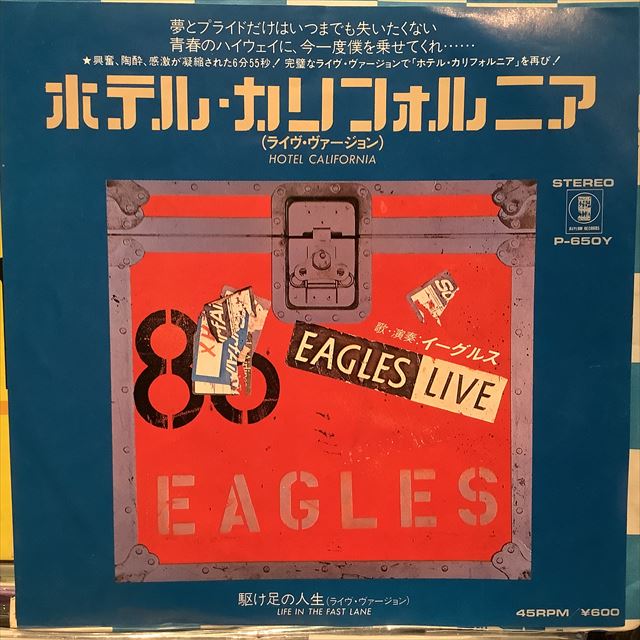 夢とプライドだけはいつまでも失いたくない
青春のハイウェイに、今一度僕を乗せてくれ……
★興奮、陶酔、感激が凝縮された6分55秒！完璧なライヴ・ヴァージョンで「ホテル・カリフォルニア」を再び！
ホテル・カリフォルニア
(ライヴ・ヴァージョン)
HOTEL CALIFORNIA
STEREO
ASYLUM RECORDS
P-650Y
歌・演奏：イーグルス
EAGLES LIVE
86
EAGLES
駆け足の人生(ライヴ・ヴァージョン)
LIFE IN THE FAST LANE
45RPM / ¥600